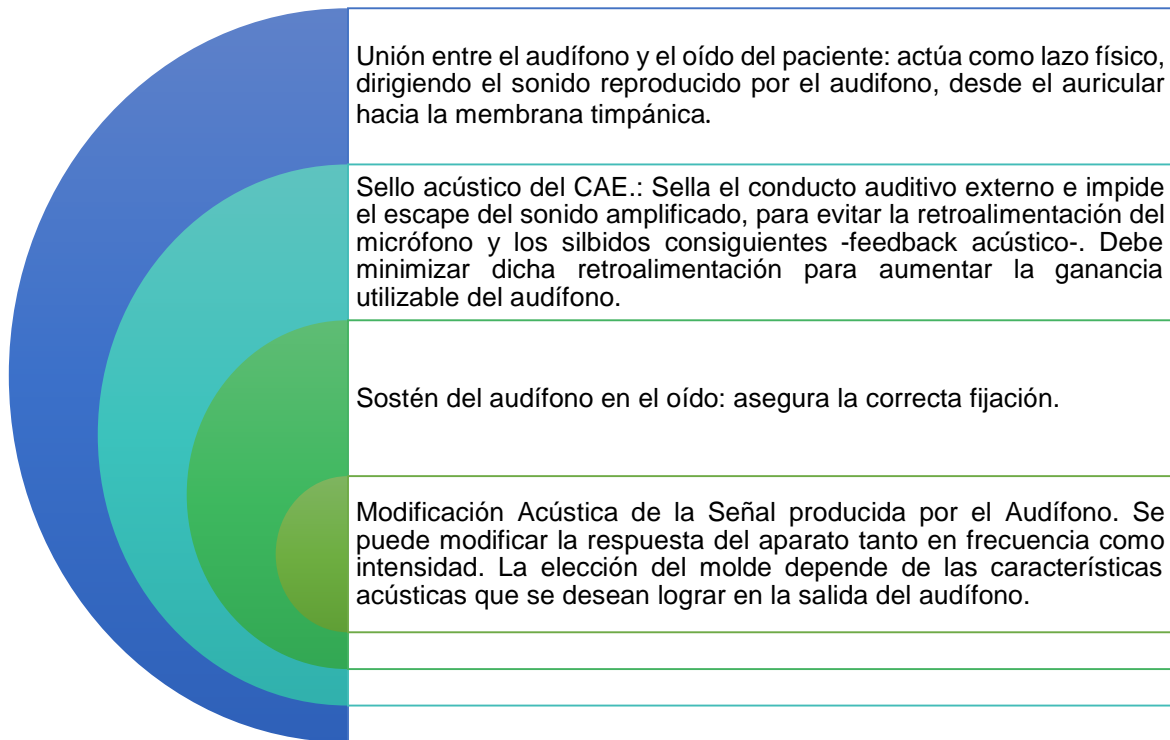 Unión entre el audífono y el oído del paciente: actúa como lazo físico,
dirigiendo el sonido reproducido por el audifono, desde el auricular
hacia la membrana timpánica.
Sello acústico del CAE.: Sella el conducto auditivo externo e impide
el escape del sonido amplificado, para evitar la retroalimentación del
micrófono y los silbidos consiguientes -feedback acústico-. Debe
minimizar dicha retroalimentación para aumentar la ganancia
utilizable del audífono.
Sostén del audífono en el oído: asegura la correcta fijación.
Modificación Acústica de la Señal producida por el Audífono. Se
puede modificar la respuesta del aparato tanto en frecuencia como
intensidad. La elección del molde depende de las características
acústicas que se desean lograr en la salida del audífono.